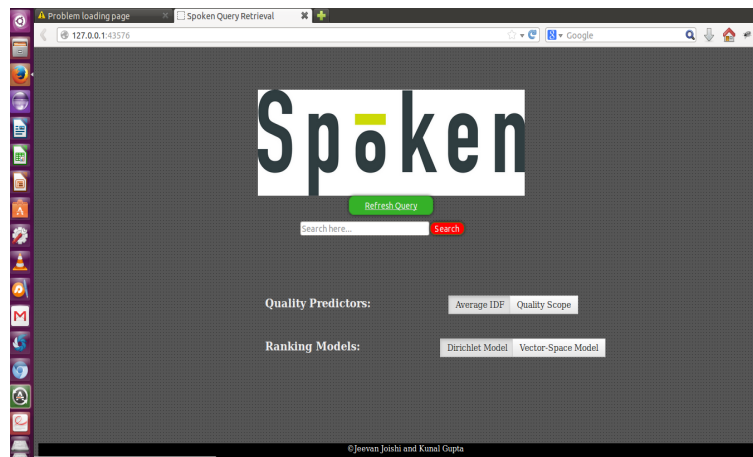 Problem loading page
Spoken Query Retrieval
127.0.0.1:43576
Google
Spōken
Refresh Query
Search here...
Search
Quality Predictors:
Average IDF
Quality Scope
Ranking Models:
Dirichlet Model
Vector-Space Model
©Jeevan Joishi and Kunal Gupta